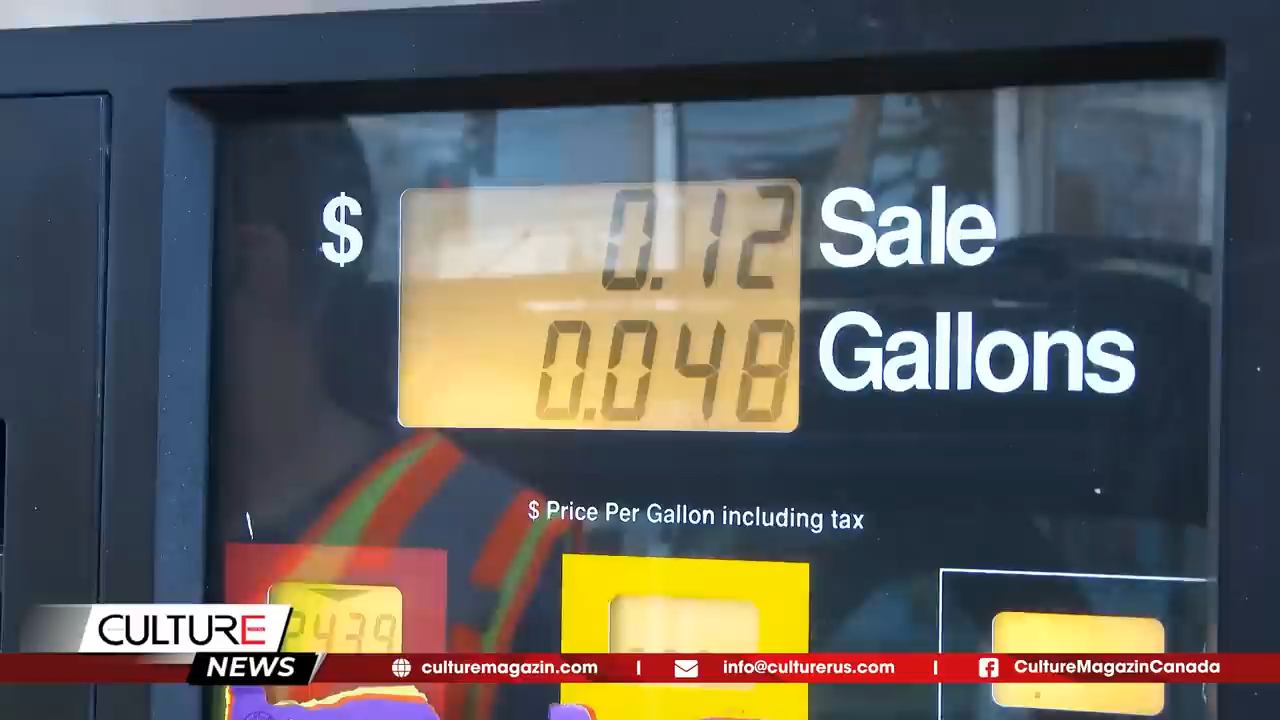 $ 0.12 Sale
0.048 Gallons
$ Price Per Gallon including tax
2439
CULTURE
NEWS
culturemagazin.com | info@culturerus.com | CultureMagazinCanada